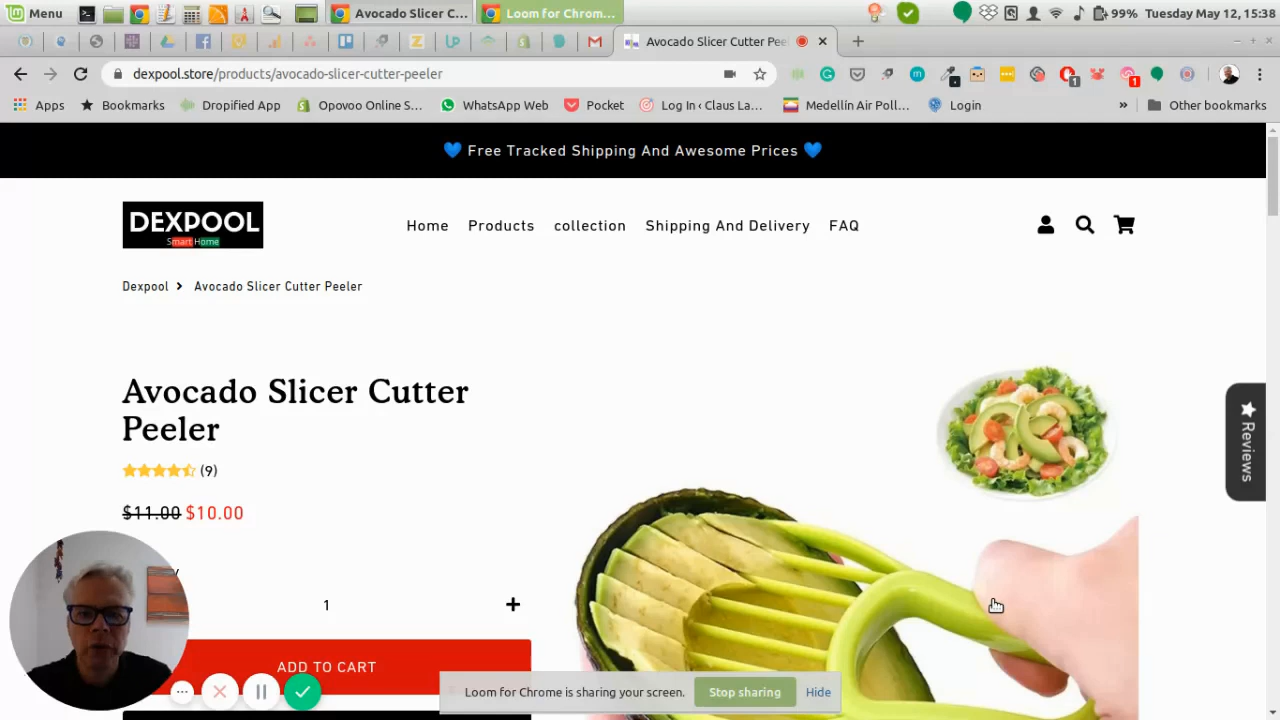 Menu
Avocado Slicer C...
Loom for Chrome...
99%
Tuesday May 12, 15:38
Avocado Slicer Cutter Pee
dexpool.store/products/avocado-slicer-cutter-peeler
Apps
Bookmarks
Dropified App
Opovoo Online S...
WhatsApp Web
Pocket
Log In ‹ Claus La...
Medellín Air Poll...
Login
»
Other bookmarks
💙 Free Tracked Shipping And Awesome Prices 💙
DEXPOOL
Smart Home
Home
Products
collection
Shipping And Delivery
FAQ
Dexpool > Avocado Slicer Cutter Peeler
Avocado Slicer Cutter
Peeler
(9)
$11.00 $10.00
1 +
ADD TO CART
★ Reviews
Loom for Chrome is sharing your screen.
Stop sharing
Hide